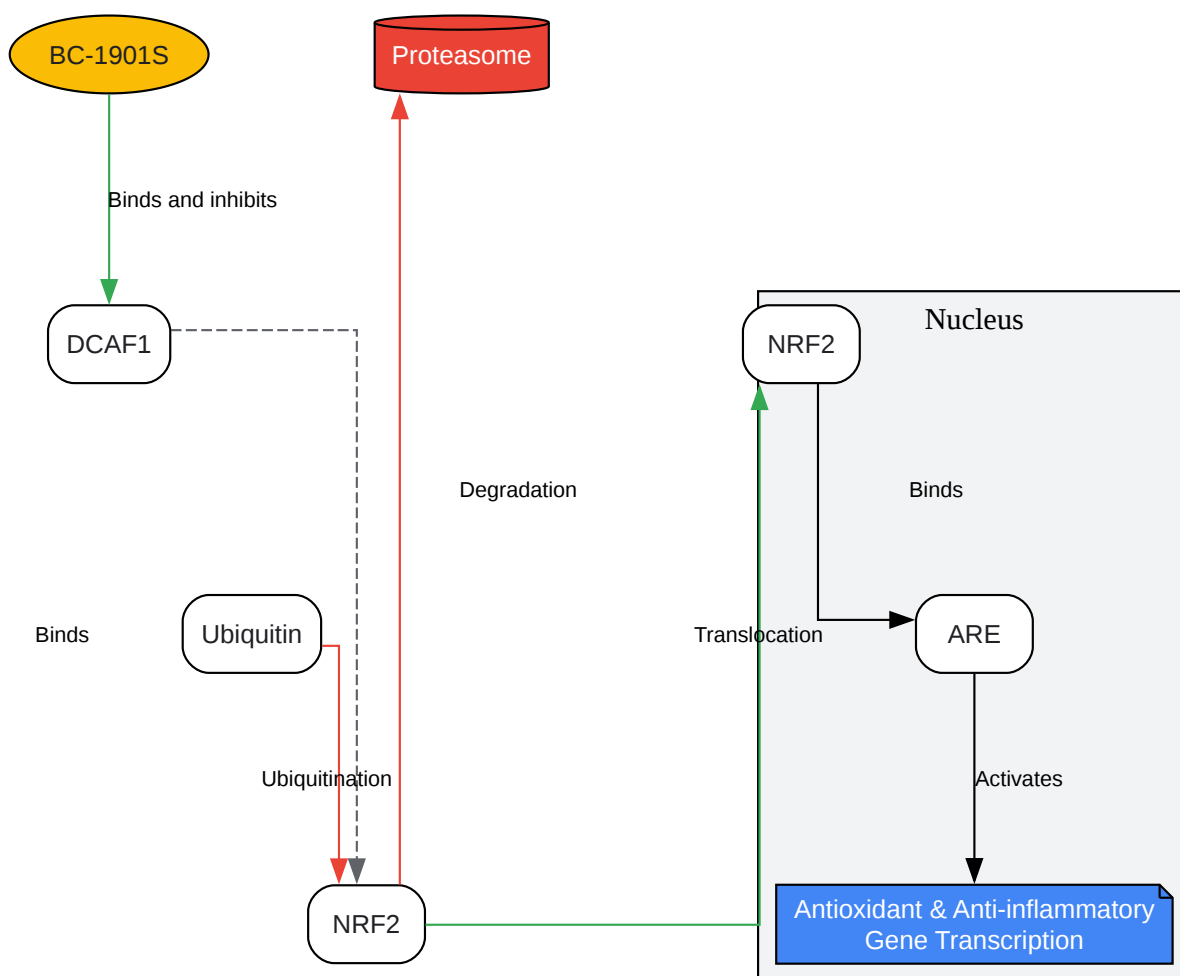 BC-1901S
Proteasome
Binds and inhibits
DCAF1
NRF2
Nucleus
Degradation
Binds
Binds
Ubiquitin
Translocation
ARE
Ubiquitination
Activates
NRF2
Antioxidant & Anti-inflammatory
Gene Transcription